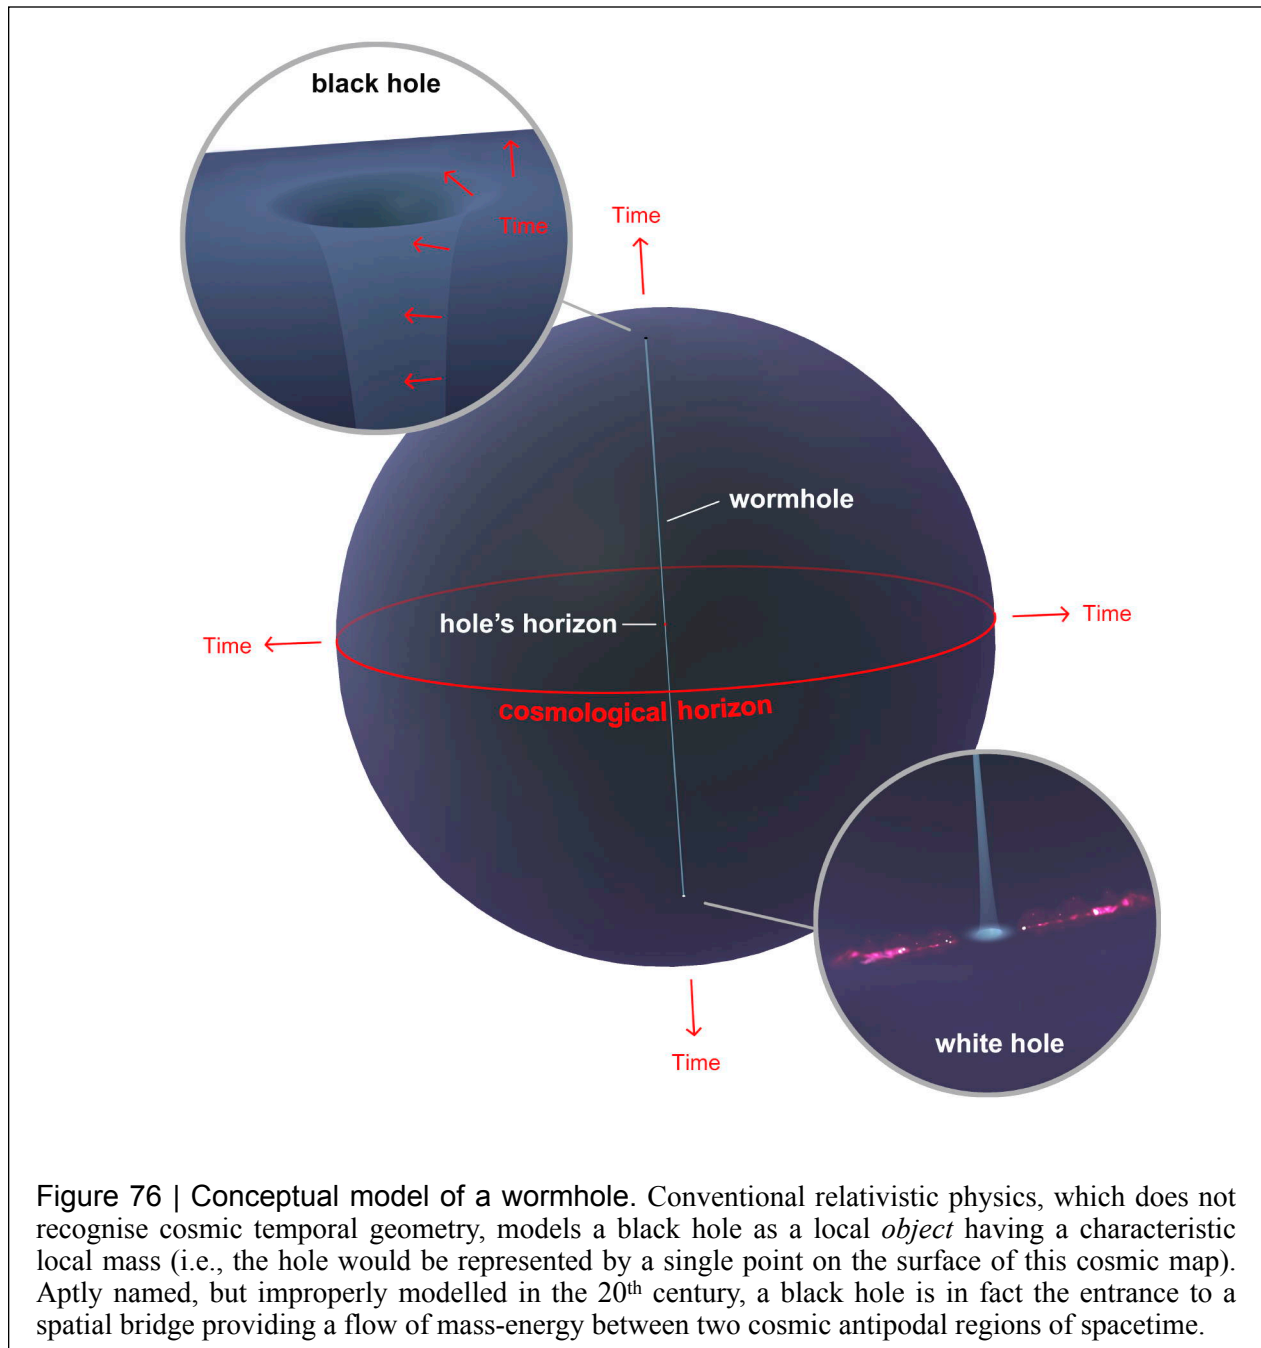 black hole
Time
Time
wormhole
hole's horizon
Time
Time
cosmological horizon
white hole
Time
Figure 76 | Conceptual model of a wormhole. Conventional relativistic physics, which does not
recognise cosmic temporal geometry, models a black hole as a local object having a characteristic
local mass (i.e., the hole would be represented by a single point on the surface of this cosmic map).
Aptly named, but improperly modelled in the 20th century, a black hole is in fact the entrance to a
spatial bridge providing a flow of mass-energy between two cosmic antipodal regions of spacetime.